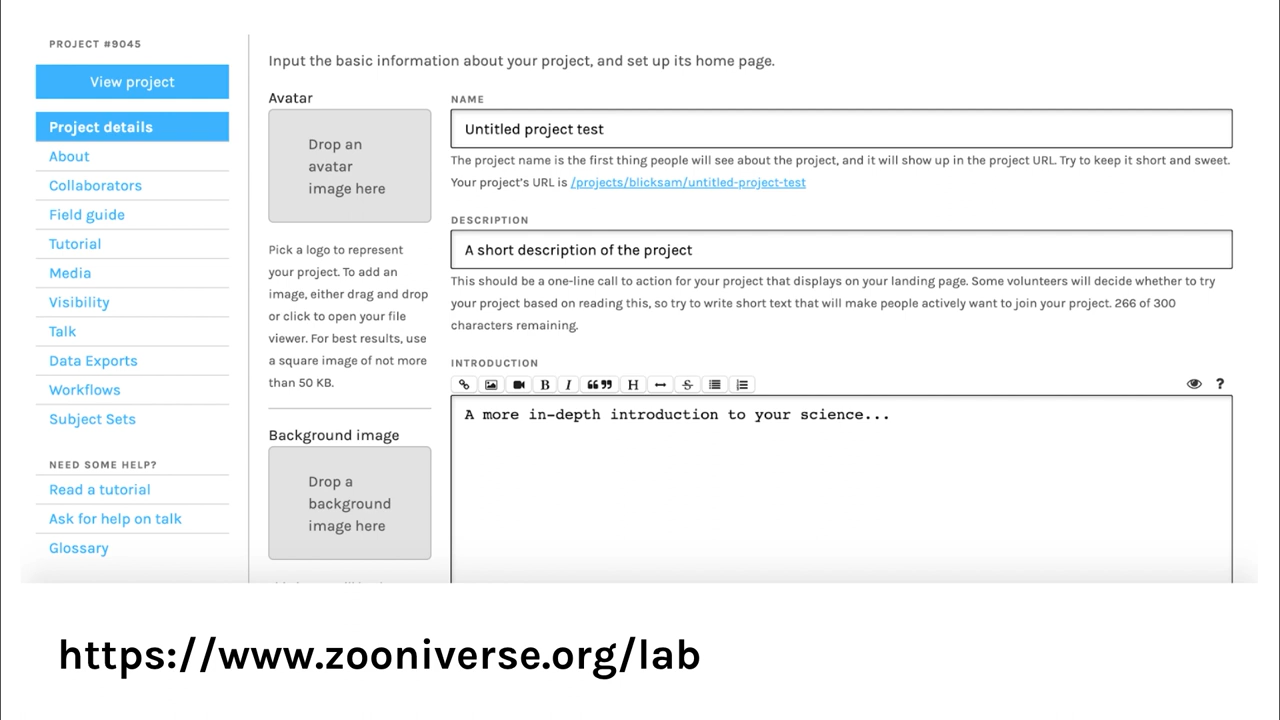 PROJECT #9045
View project
Project details
About
Collaborators
Field guide
Tutorial
Media
Visibility
Talk
Data Exports
Workflows
Subject Sets
NEED SOME HELP?
Read a tutorial
Ask for help on talk
Glossary
Input the basic information about your project, and set up its home page.
Avatar
Drop an
avatar
image here
Pick a logo to represent
your project. To add an
image, either drag and drop
or click to open your file
viewer. For best results, use
a square image of not more
than 50 KB.
Background image
Drop a
background
image here
NAME
Untitled project test
The project name is the first thing people will see about the project, and it will show up in the project URL. Try to keep it short and sweet.
Your project's URL is /projects/blicksam/untitled-project-test
DESCRIPTION
A short description of the project
This should be a one-line call to action for your project that displays on your landing page. Some volunteers will decide whether to try
your project based on reading this, so try to write short text that will make people actively want to join your project. 266 of 300
characters remaining.
INTRODUCTION
B I H S ?
A more in-depth introduction to your science...
https://www.zooniverse.org/lab